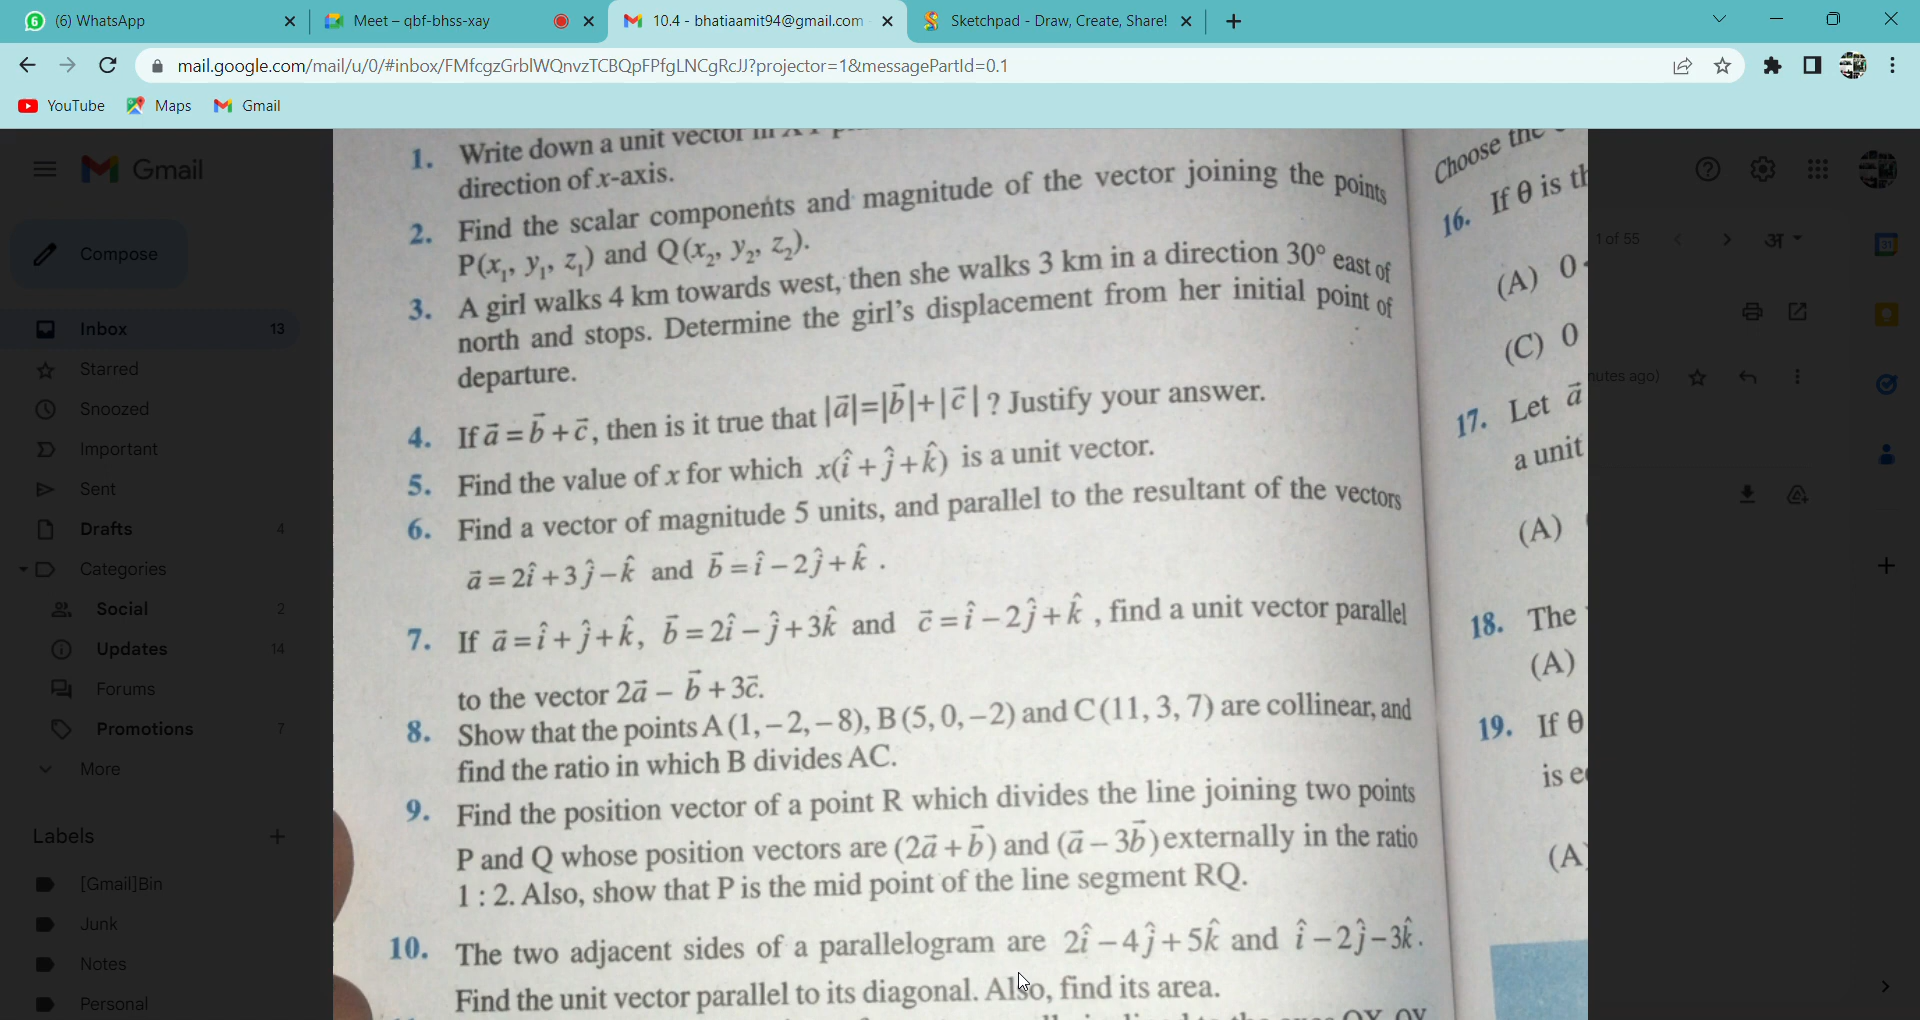 (6) WhatsApp
Meet – qbf-bhss-xay
10.4 - bhatiaamit94@gmail.com
Sketchpad - Draw, Create, Share!
mail.google.com/mail/u/0/#inbox/FMfcgzGrblWQnvzTCBQpFPfgLNCgRcJJ?projector=1&messagePartId=0.1
YouTube
Maps
Gmail
Gmail
Compose
Inbox 13
Starred
Snoozed
Important
Sent
Drafts 4
Categories
Social 2
Updates 14
Forums
Promotions 7
More
Labels
[Gmail]Bin
Junk
Notes
Personal
1. Write down a unit vector in XY
direction of x-axis.
2. Find the scalar components and magnitude of the vector joining the points
P(x₁, y₁, z₁) and Q(x₂, y₂, z₂).
3. A girl walks 4 km towards west, then she walks 3 km in a direction 30° east of
north and stops. Determine the girl's displacement from her initial point of
departure.
4. If a⃗ = b⃗ + c⃗, then is it true that |a⃗|=|b⃗|+|c⃗| ? Justify your answer.
5. Find the value of x for which x(î + ĵ + k̂) is a unit vector.
6. Find a vector of magnitude 5 units, and parallel to the resultant of the vectors
a⃗ = 2î + 3ĵ – k̂ and b⃗ = î – 2ĵ + k̂ .
7. If a⃗ = î + ĵ + k̂, b⃗ = 2î – ĵ + 3k̂ and c⃗ = î – 2ĵ + k̂ , find a unit vector parallel
to the vector 2a⃗ – b⃗ + 3c⃗.
8. Show that the points A (1, – 2, – 8), B (5, 0, – 2) and C (11, 3, 7) are collinear, and
find the ratio in which B divides AC.
9. Find the position vector of a point R which divides the line joining two points
P and Q whose position vectors are (2a⃗ + b⃗) and (a⃗ – 3b⃗) externally in the ratio
1 : 2. Also, show that P is the mid point of the line segment RQ.
10. The two adjacent sides of a parallelogram are 2î – 4ĵ + 5k̂ and î – 2ĵ – 3k̂.
Find the unit vector parallel to its diagonal. Also, find its area.
OX, OY
Choose the
16. If θ is
(A) 0
(C) 0
17. Let a⃗
a unit
(A)
18. The
(A)
19. If θ
is
(A)
1 of 55
अ
31